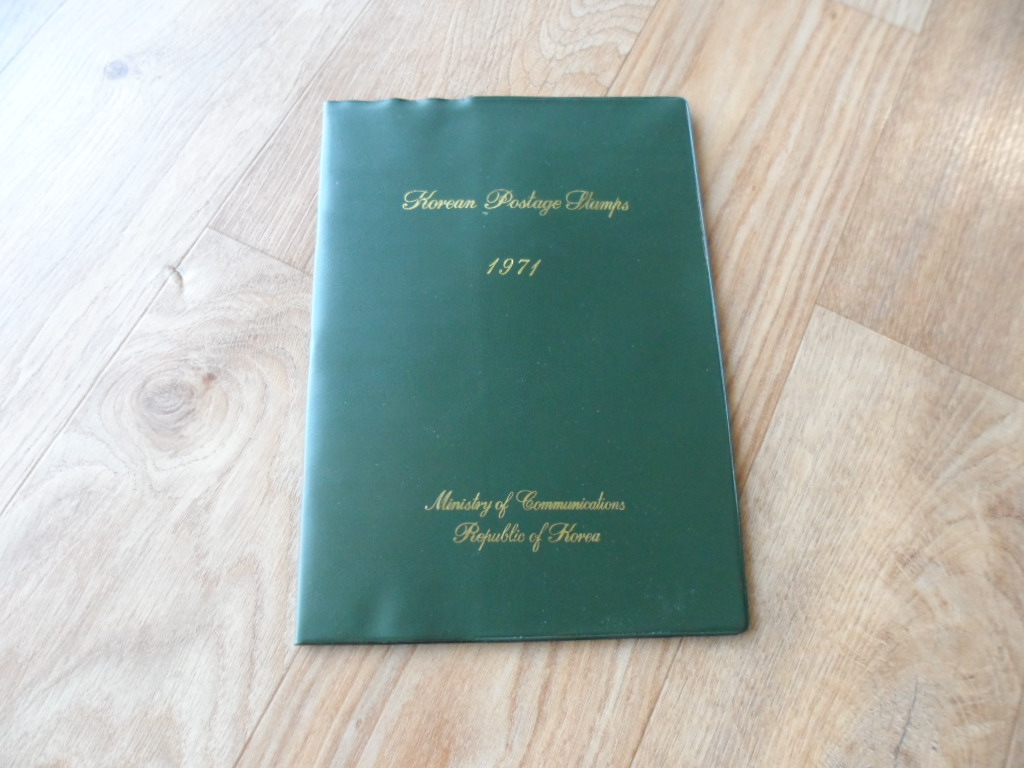 Korean Postage Stamps
1971
Ministry of Communications
Republic of Korea